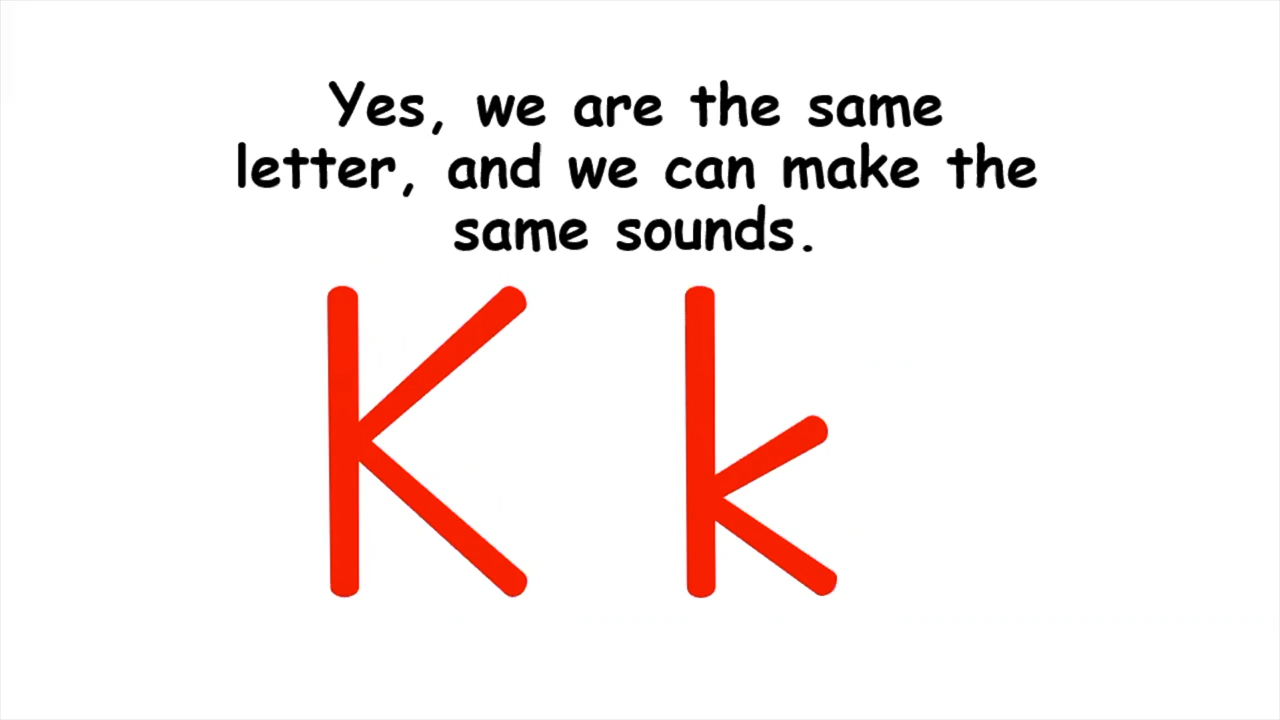 Yes, we are the same
letter, and we can make the
same sounds.
K k